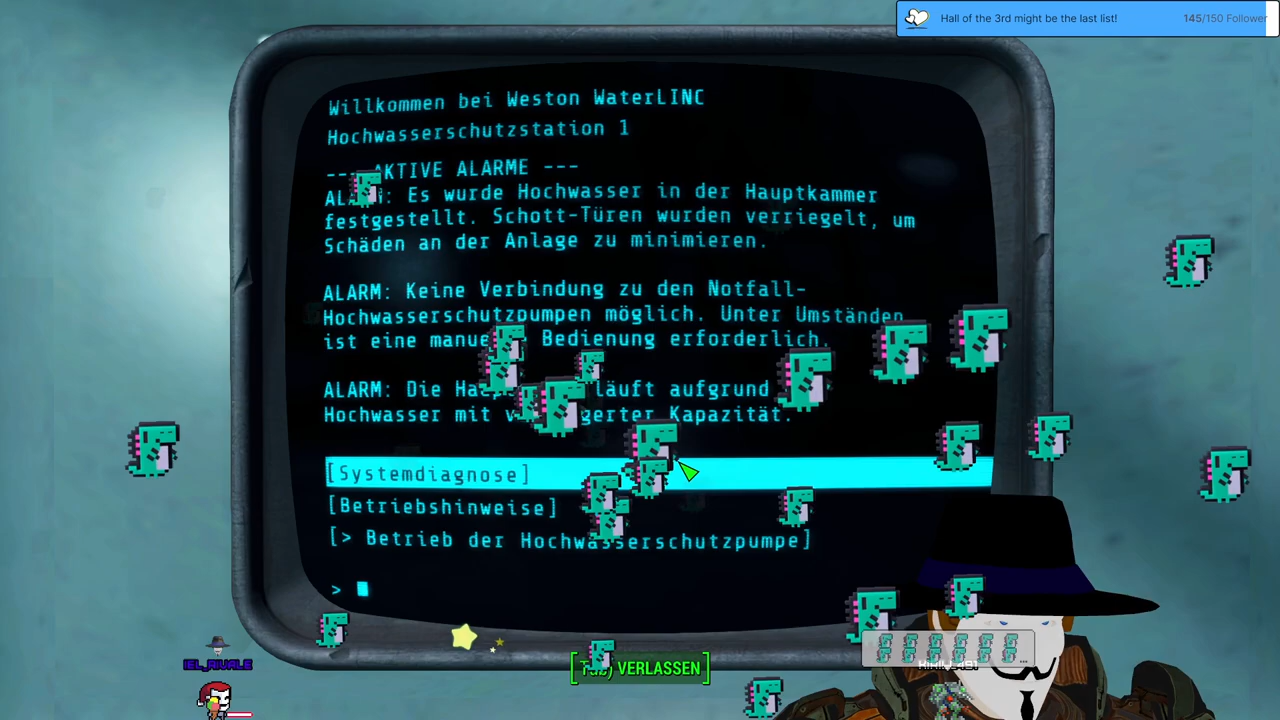 Hall of the 3rd might be the last list!
145/150 Follower
Willkommen bei Weston WaterLINC
Hochwasserschutzstation 1
--- AKTIVE ALARME ---
Es wurde Hochwasser in der Hauptkammer
festgestellt. Schott-Türen wurden verriegelt, um
Schäden an der Anlage zu minimieren.
ALARM: Keine Verbindung zu den Notfall-
Hochwasserschutzpumpen möglich. Unter Umständen
ist eine Bedienung erforderlich.
ALARM: Die läuft aufgrund
Hochwasser mit Kapazität.
[Systemdiagnose]
[Betriebshinweise]
[> Betrieb der Hochwasserschutzpumpe]
>
IEL_RIVALE
VERLASSEN